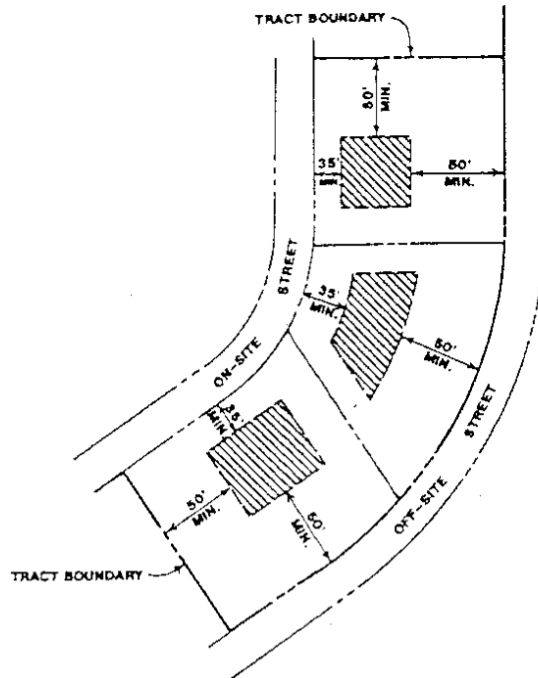 TRACT BOUNDARY
50'
MIN.
35'
MIN
50'
MIN.
STREET
35'
MIN.
50'
MIN.
ON-SITE
STREET
35'
MIN.
50'
MIN.
50'
MIN.
OFF-SITE
TRACT BOUNDARY